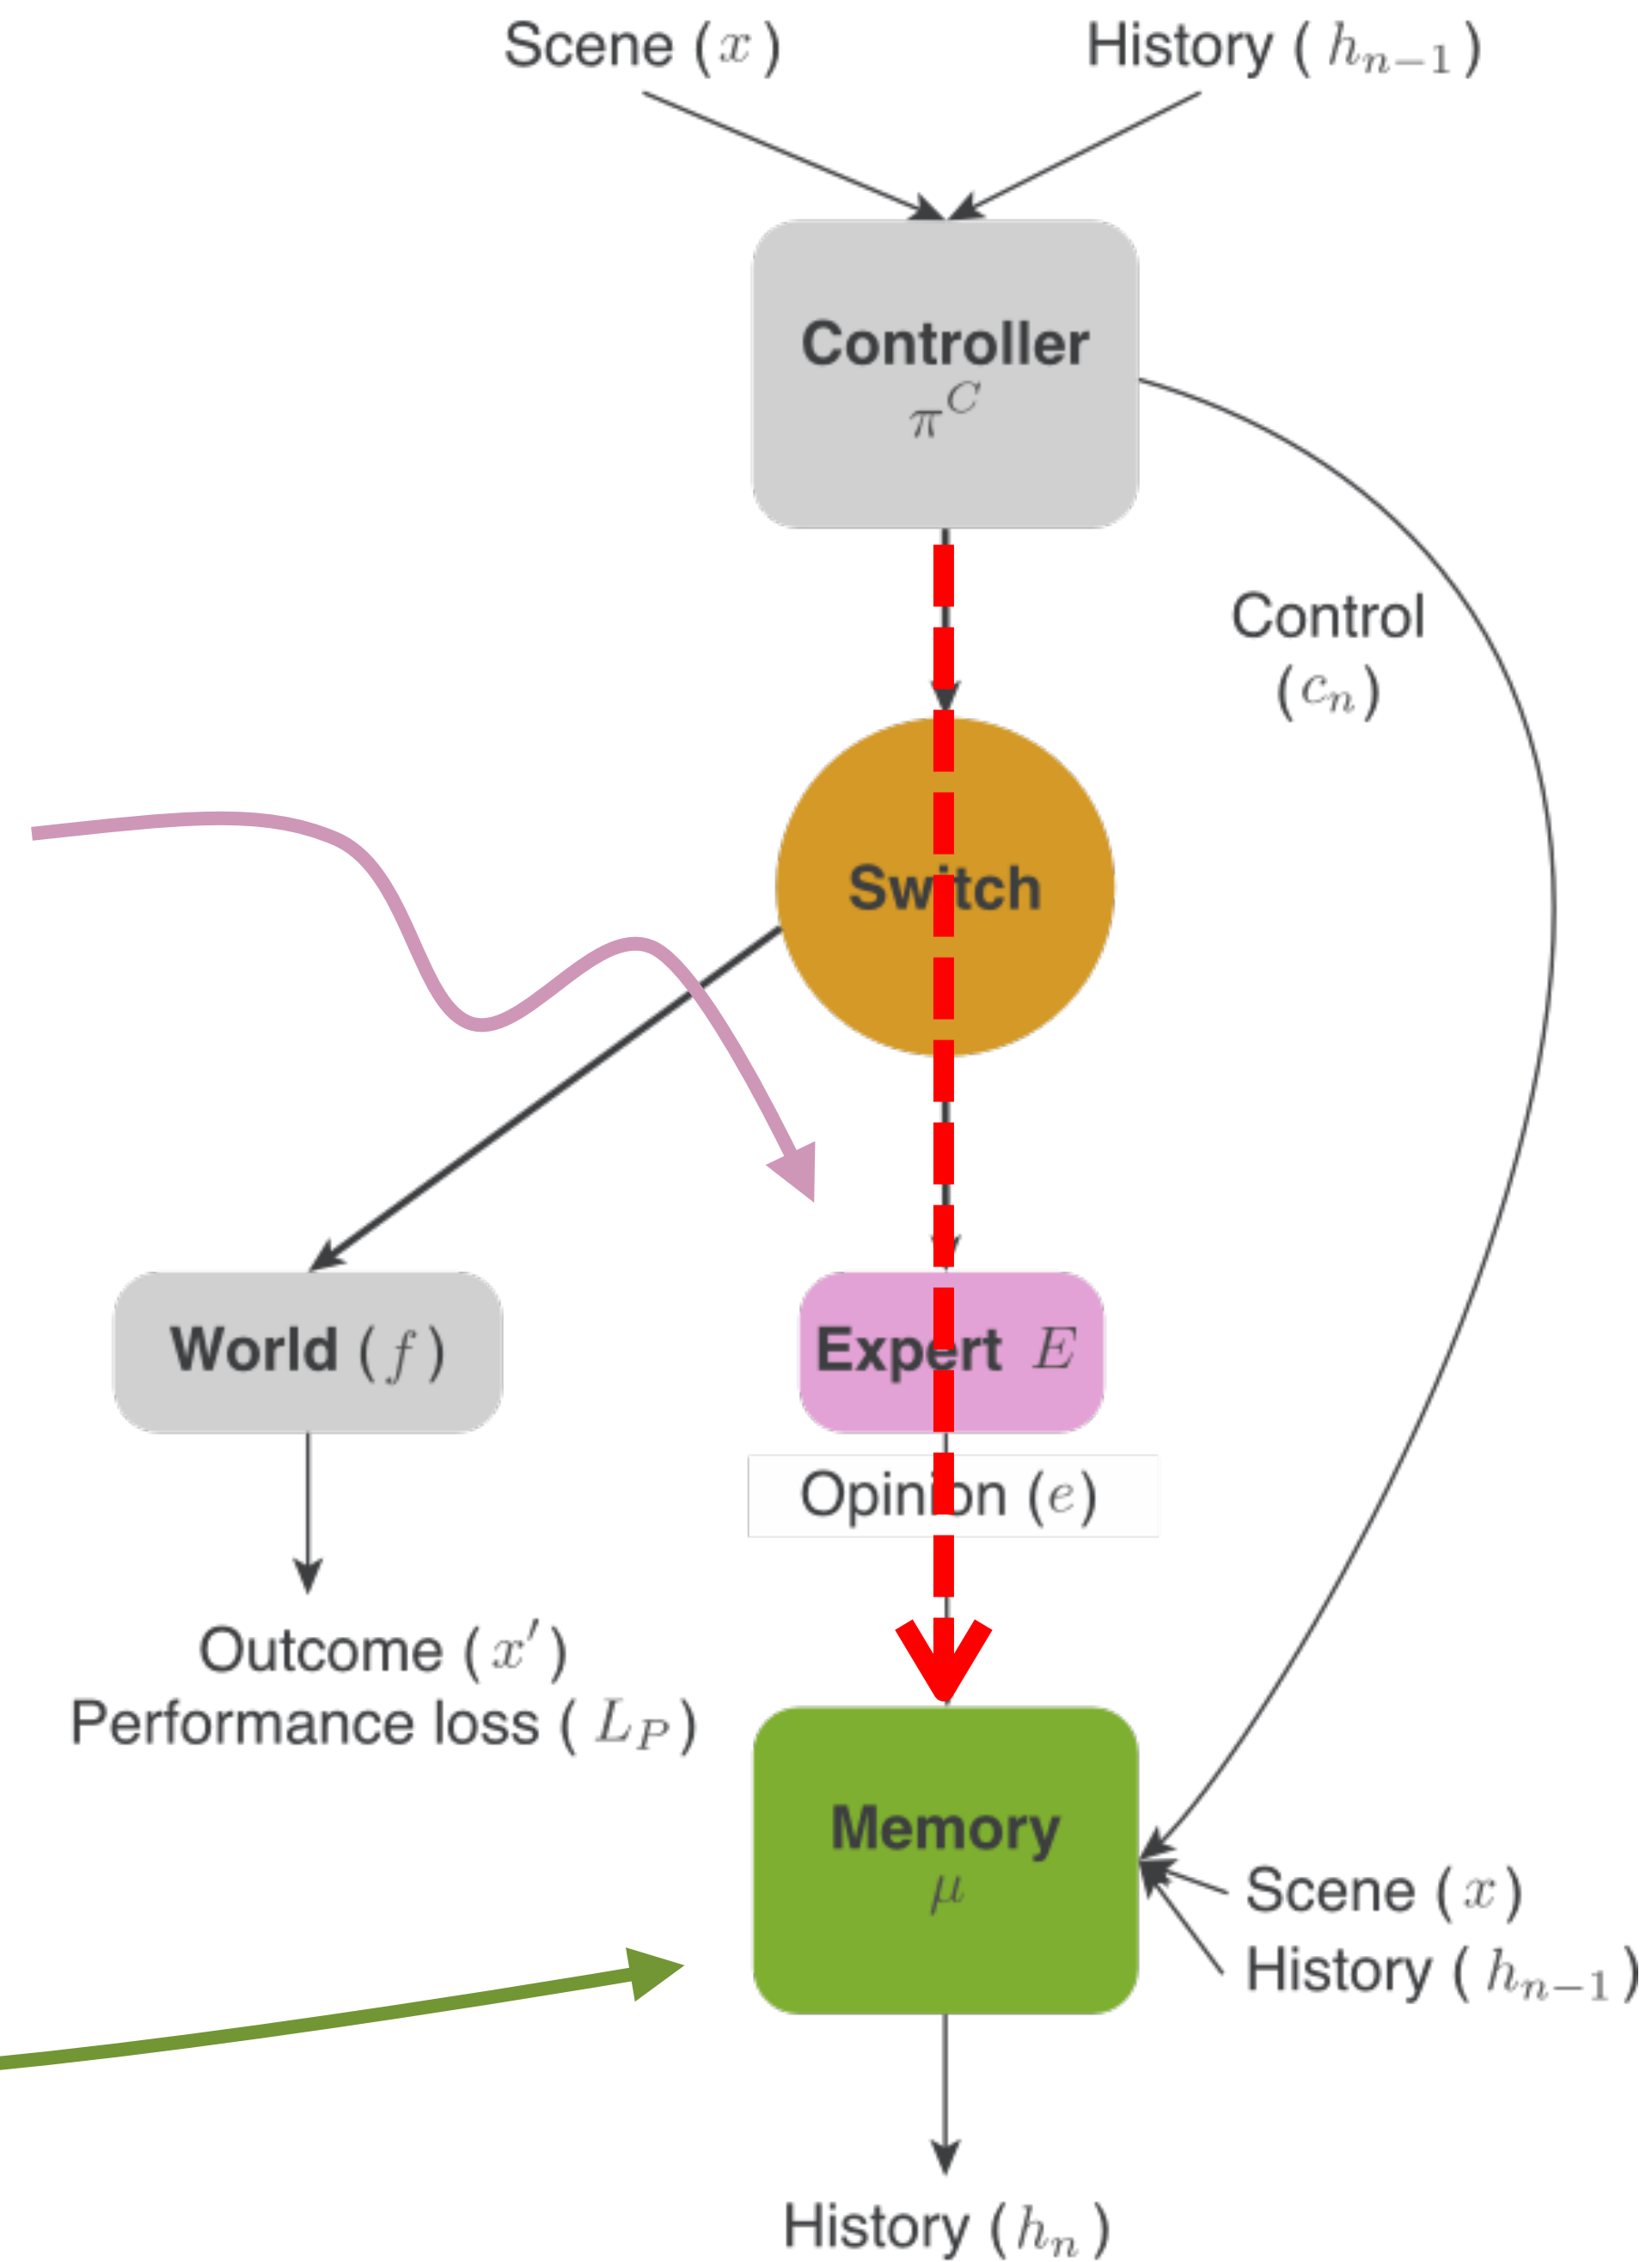 Scene (x)
History (h_{n-1})
Controller
π^C
Control
(c_n)
Switch
World (f)
Expert E
Opinion (e)
Outcome (x′)
Performance loss (L_P)
Memory
μ
Scene (x)
History (h_{n-1})
History (h_n)